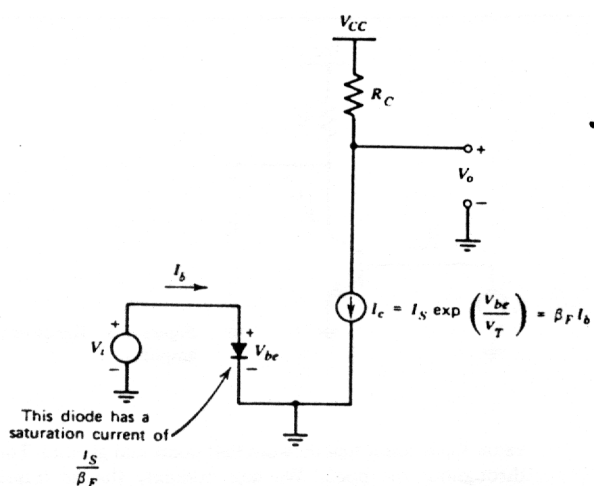 V_CC
R_C
+
V_o
−
I_b
+
V_i
−
+
V_be
−
I_c = I_S exp (V_be / V_T) = β_F I_b
This diode has a
saturation current of
I_S
β_F